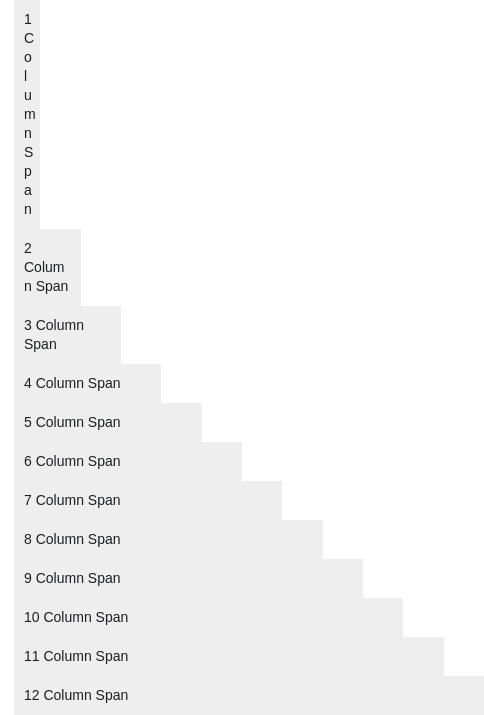 1
C
o
l
u
m
n
S
p
a
n
2
Colum
n Span
3 Column
Span
4 Column Span
5 Column Span
6 Column Span
7 Column Span
8 Column Span
9 Column Span
10 Column Span
11 Column Span
12 Column Span